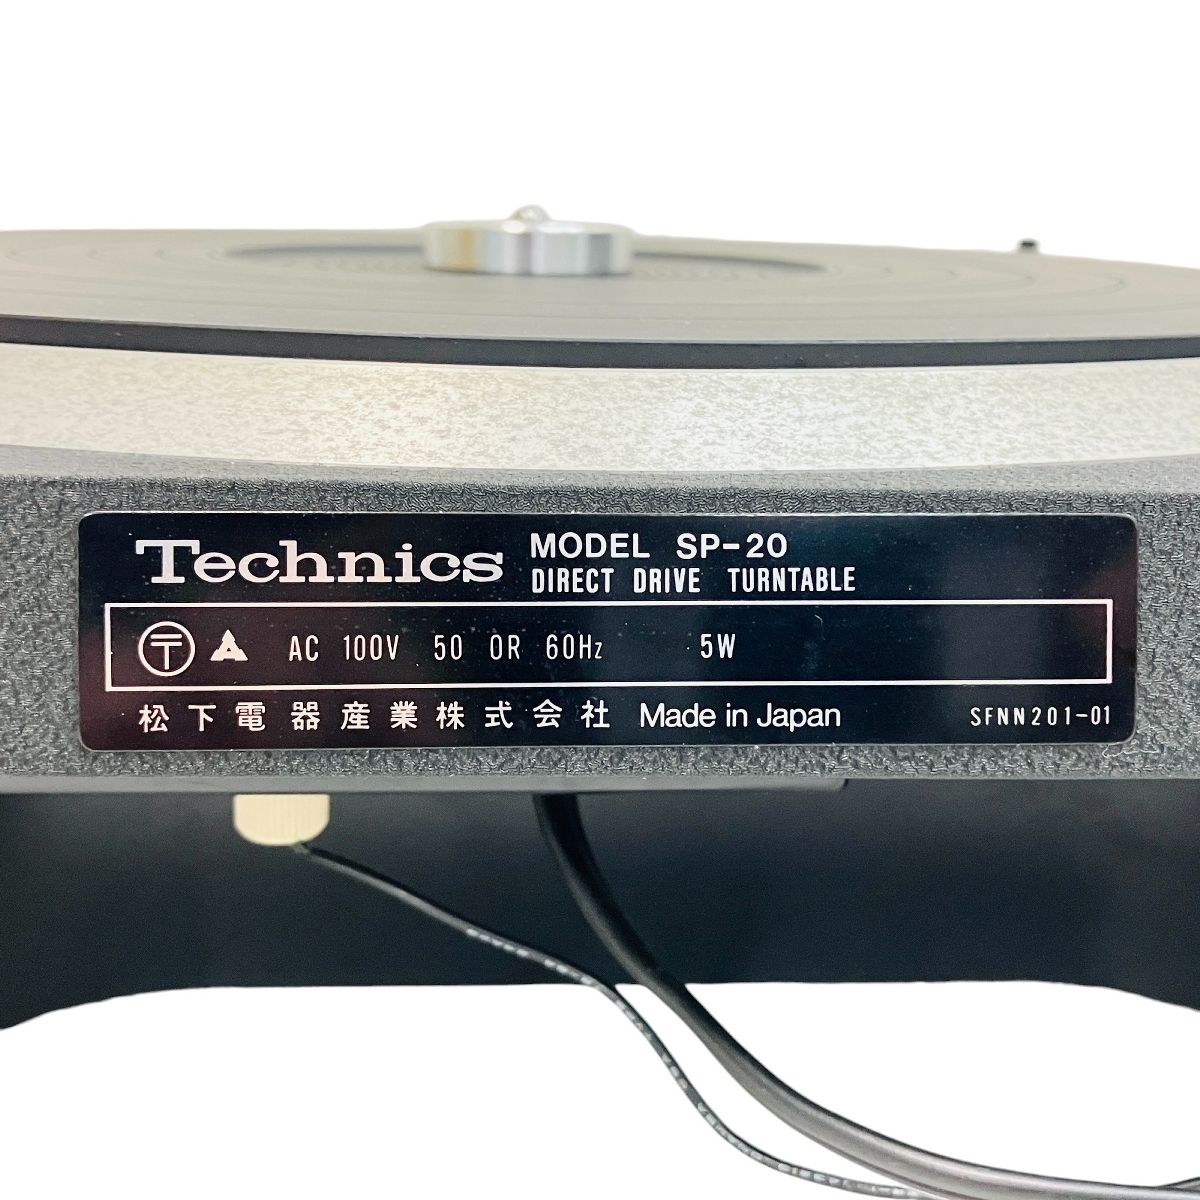 Technics MODEL SP-20
DIRECT DRIVE TURNTABLE
〒 AC 100V 50 OR 60Hz 5W
松下電器産業株式会社 Made in Japan SFNN201-01